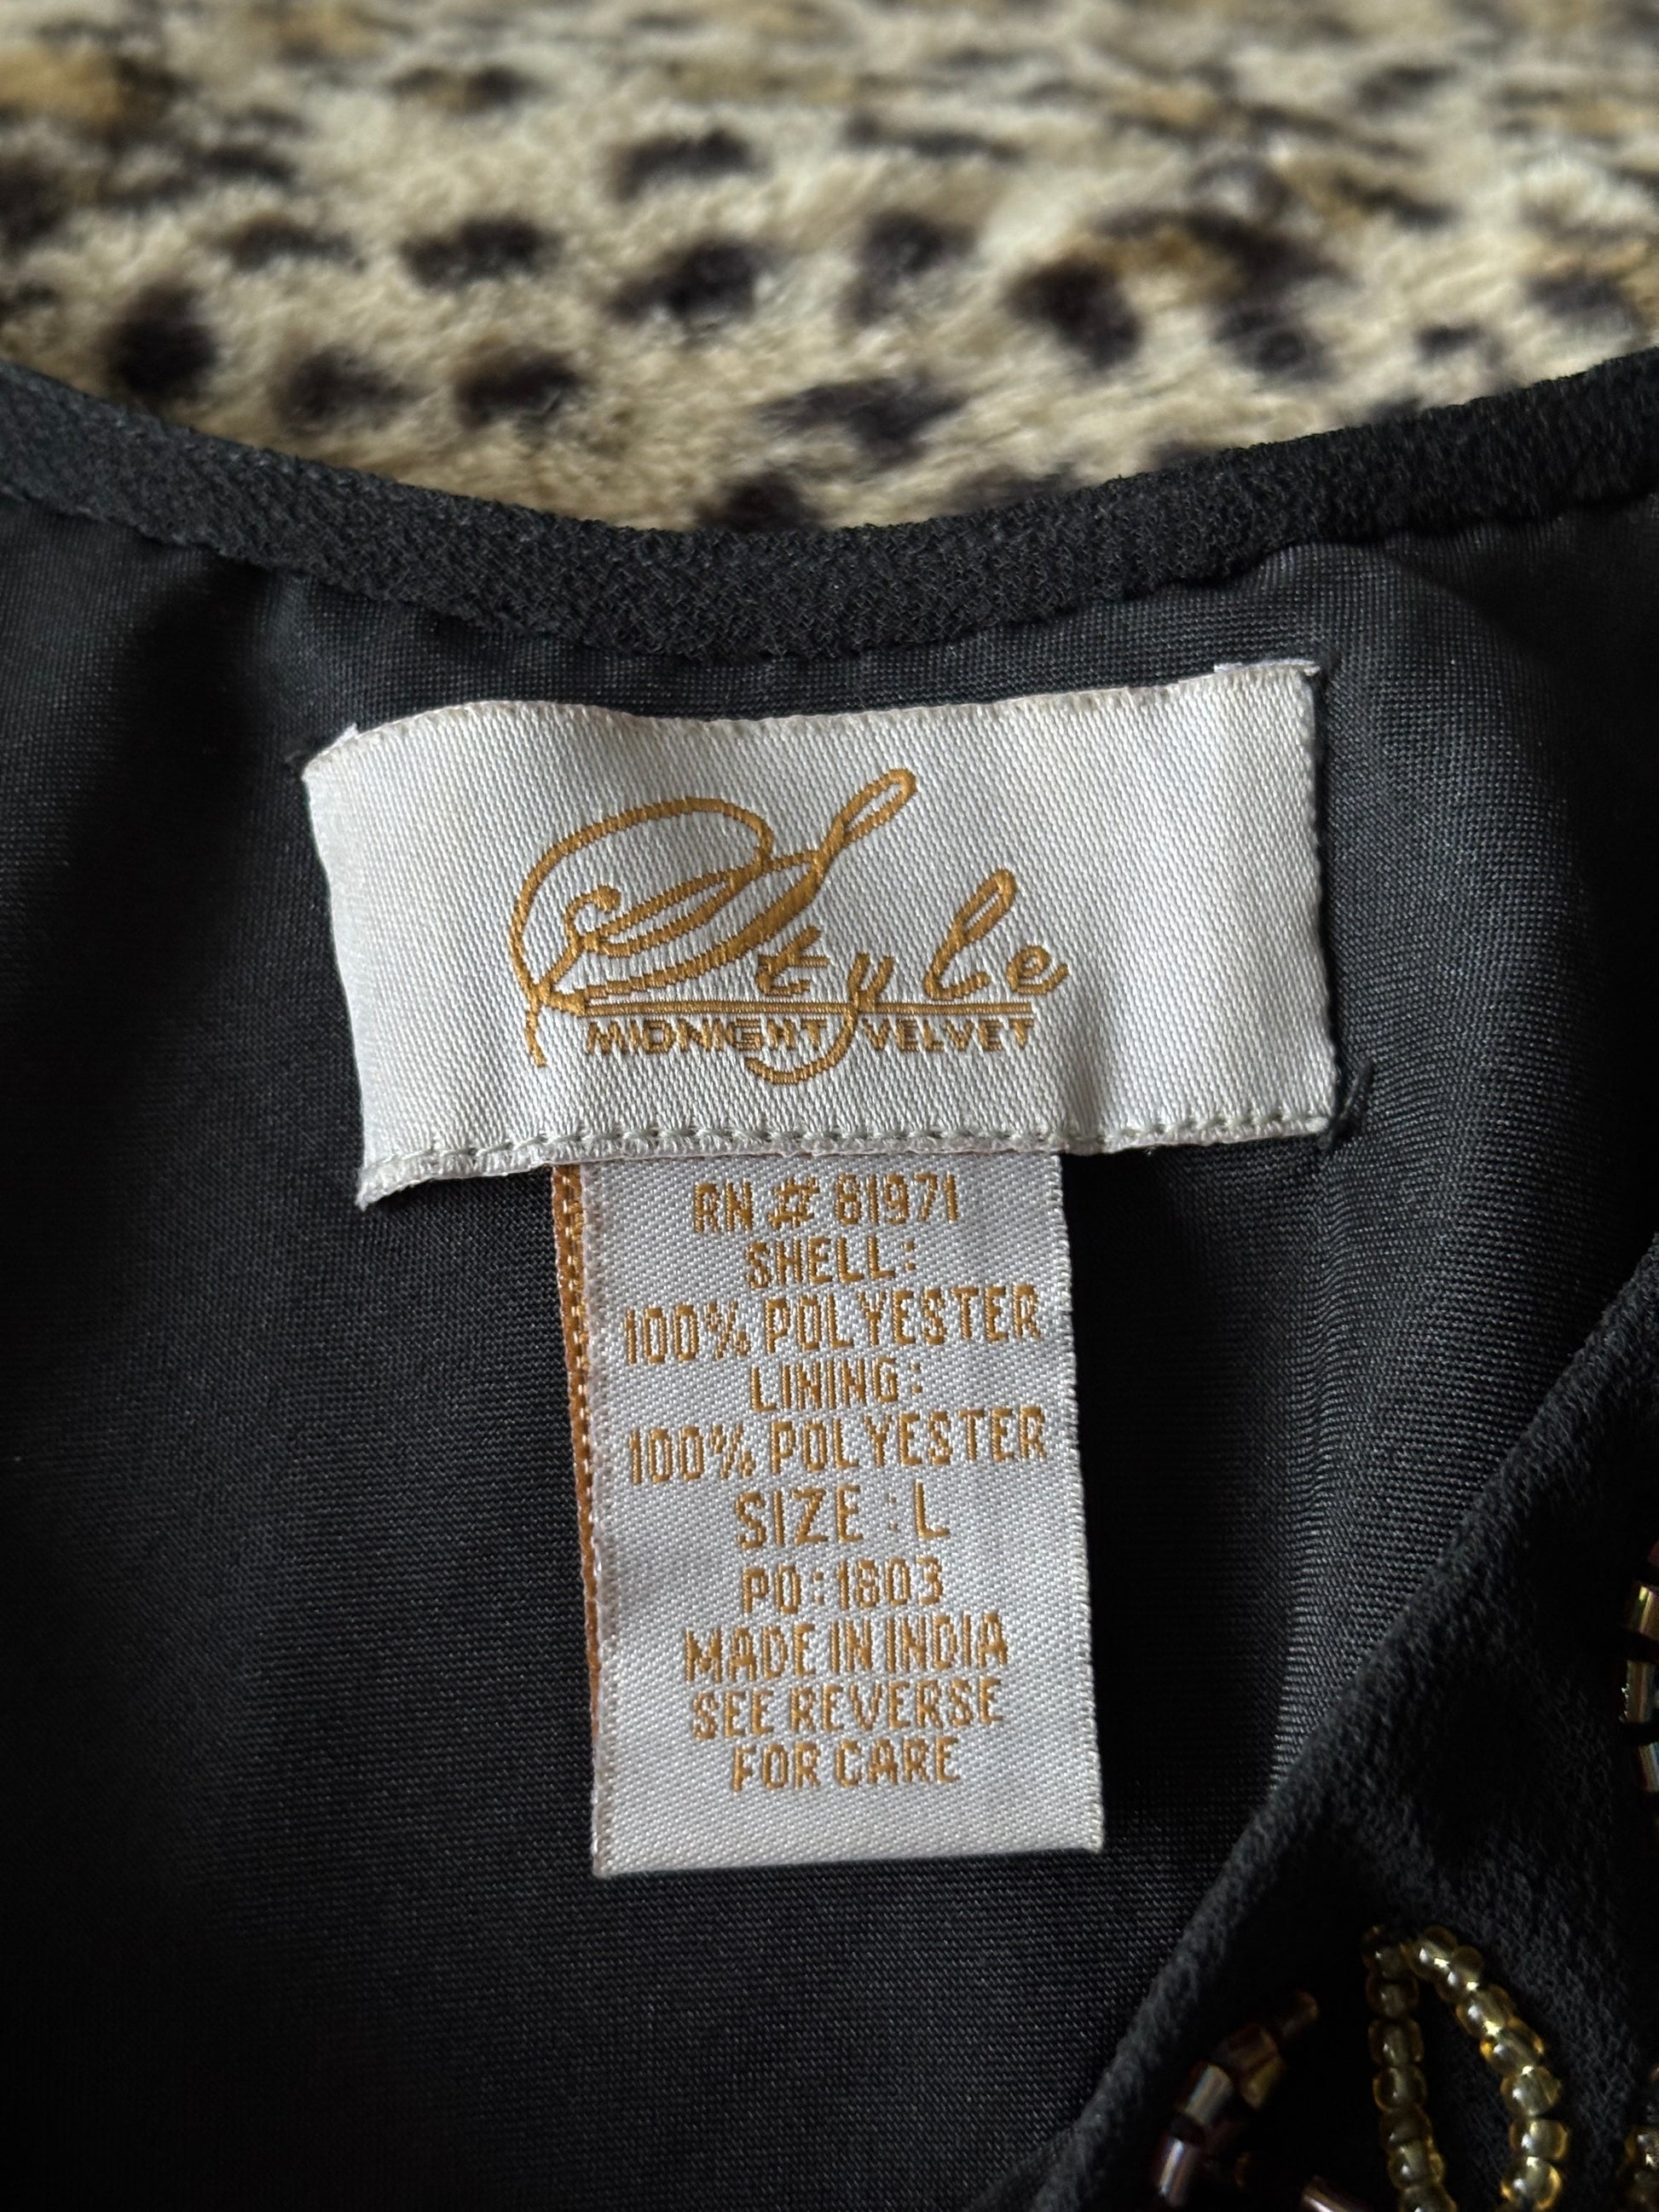 Style
MIDNIGHT VELVET
RN # 81971
SHELL:
100% POLYESTER
LINING:
100% POLYESTER
SIZE : L
PO: 1803
MADE IN INDIA
SEE REVERSE
FOR CARE